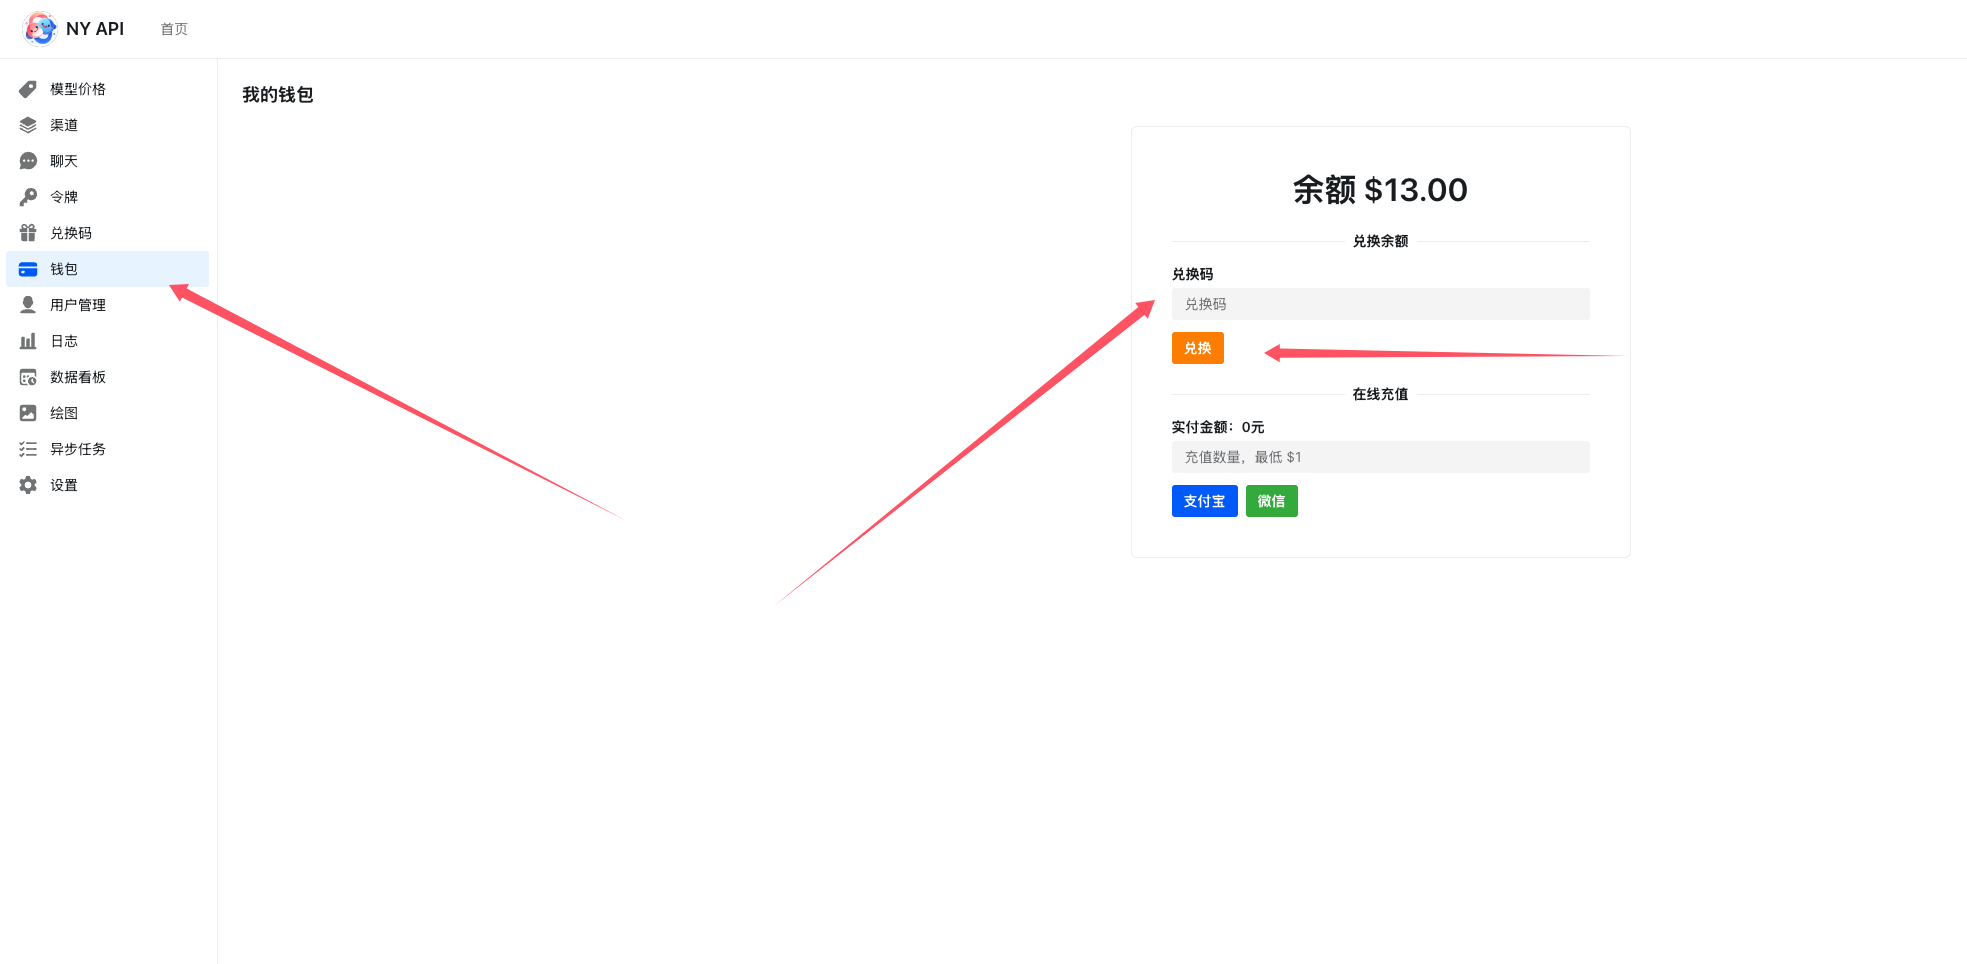 NY API
首页
模型价格
渠道
聊天
令牌
兑换码
钱包
用户管理
日志
数据看板
绘图
异步任务
设置
我的钱包
余额 $13.00
兑换余额
兑换码
兑换码
兑换
在线充值
实付金额：0元
充值数量，最低 $1
支付宝 微信